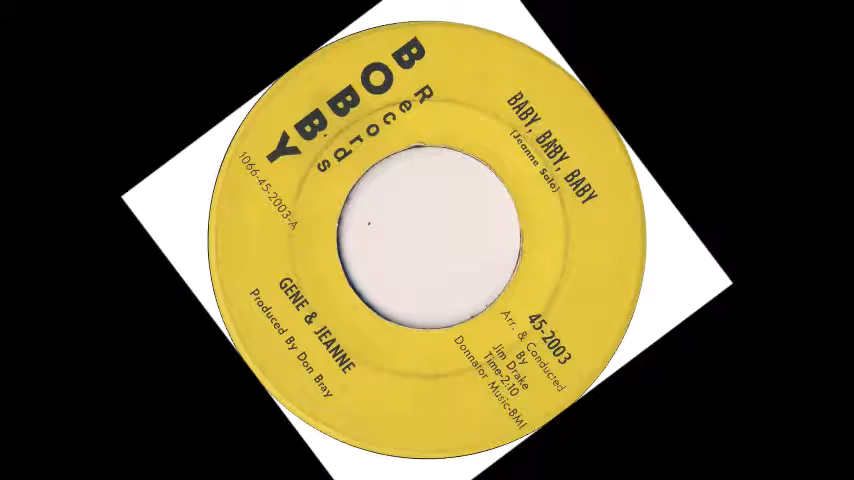 BOBBY
Records
BABY, BABY, BABY
(Jeanne Salo)
1066-45-2003-A
45-2003
Arr. & Conducted
By
Jim Drake
Time-2:10
Donnator Music-BMI
GENE & JEANNE
Produced By Don Bray